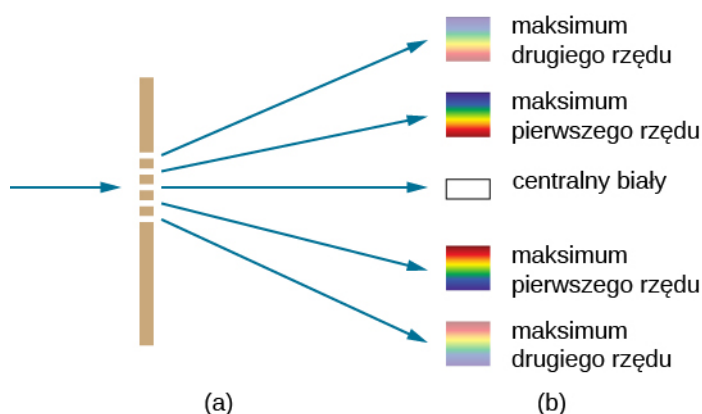 maksimum
drugiego rzędu
maksimum
pierwszego rzędu
centralny biały
maksimum
pierwszego rzędu
maksimum
drugiego rzędu
(a)
(b)